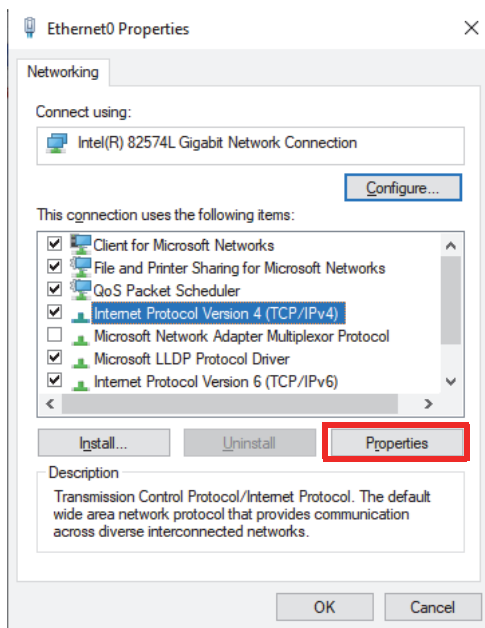 Ethernet0 Properties
Networking
Connect using:
Intel(R) 82574L Gigabit Network Connection
Configure...
This connection uses the following items:
Client for Microsoft Networks
File and Printer Sharing for Microsoft Networks
QoS Packet Scheduler
Internet Protocol Version 4 (TCP/IPv4)
Microsoft Network Adapter Multiplexor Protocol
Microsoft LLDP Protocol Driver
Internet Protocol Version 6 (TCP/IPv6)
Install... Uninstall Properties
Description
Transmission Control Protocol/Internet Protocol. The default
wide area network protocol that provides communication
across diverse interconnected networks.
OK Cancel